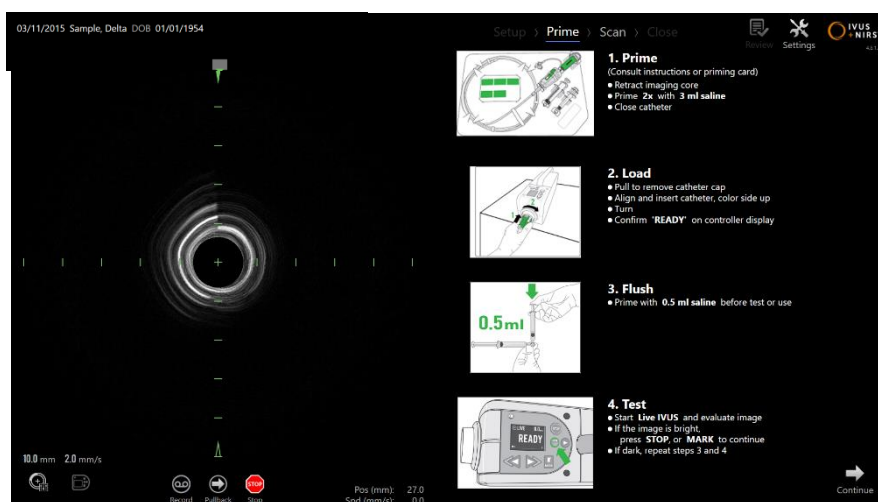 03/11/2015 Sample, Delta DOB 01/01/1954
Setup > Prime > Scan > Close
Review
Settings
IVUS
+NIRS
1. Prime
(Consult instructions or priming card)
• Retract imaging core
• Prime 2x with 3 ml saline
• Close catheter
2. Load
• Pull to remove catheter cap
• Align and insert catheter, color side up
• Turn
• Confirm 'READY' on controller display
3. Flush
• Prime with 0.5 ml saline before test or use
0.5ml
4. Test
• Start Live IVUS and evaluate image
• If the image is bright,
press STOP, or MARK to continue
• If dark, repeat steps 3 and 4
LIVE
READY
10.0 mm 2.0 mm/s
Record
Pullback
STOP
Stop
Pos (mm): 27.0
Spd (mm/s): 0.0
Continue